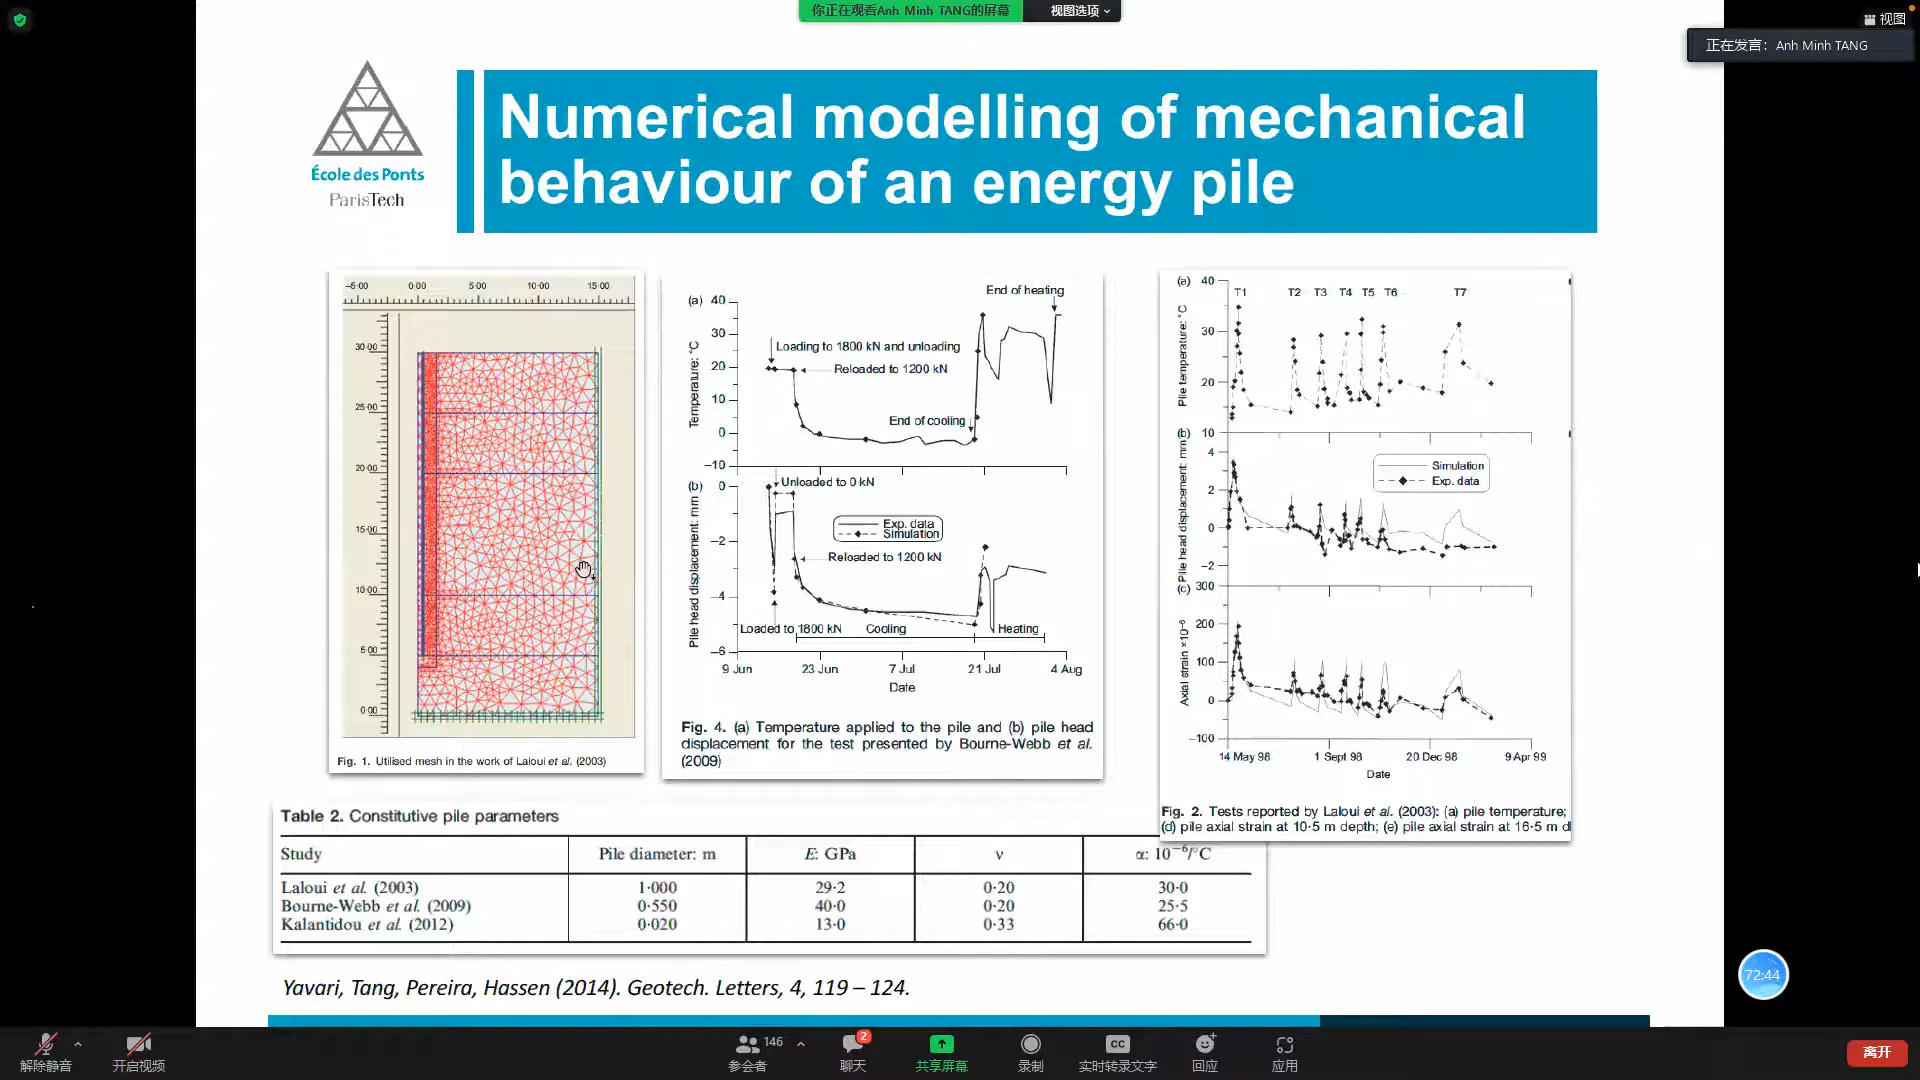 你正在观看Anh Minh TANG的屏幕
视图选项
视图
正在发言: Anh Minh TANG
École des Ponts
ParisTech
Numerical modelling of mechanical
behaviour of an energy pile
-5·00 0·00 5·00 10·00 15·00
30·00
25·00
20·00
15·00
10·00
5·00
0·00
Fig. 1. Utilised mesh in the work of Laloui et al. (2003)
(a)
Temperature: °C
40
30
20
10
0
–10
End of heating
Loading to 1800 kN and unloading
Reloaded to 1200 kN
End of cooling
(b)
Pile head displacement: mm
0
–2
–4
–6
Unloaded to 0 kN
Exp. data
Simulation
Reloaded to 1200 kN
Loaded to 1800 kN
Cooling
Heating
9 Jun 23 Jun 7 Jul 21 Jul 4 Aug
Date
Fig. 4. (a) Temperature applied to the pile and (b) pile head
displacement for the test presented by Bourne-Webb et al.
(2009)
(a)
Pile temperature: °C
40
30
20
10
T1 T2 T3 T4 T5 T6 T7
(b)
Pile head displacement: mm
4
2
0
–2
Simulation
Exp. data
(c)
Axial strain ×10⁻⁶
300
200
100
0
–100
14 May 98 1 Sept 98 20 Dec 98 9 Apr 99
Date
Fig. 2. Tests reported by Laloui et al. (2003): (a) pile temperature;
(d) pile axial strain at 10·5 m depth; (e) pile axial strain at 16·5 m d
Table 2. Constitutive pile parameters
Study Pile diameter: m E: GPa ν α: 10⁻⁶/°C
Laloui et al. (2003) 1·000 29·2 0·20 30·0
Bourne-Webb et al. (2009) 0·550 40·0 0·20 25·5
Kalantidou et al. (2012) 0·020 13·0 0·33 66·0
Yavari, Tang, Pereira, Hassen (2014). Geotech. Letters, 4, 119 – 124.
72:44
解除静音
开启视频
146
参会者
2
聊天
共享屏幕
录制
CC
实时转录文字
回应
应用
离开